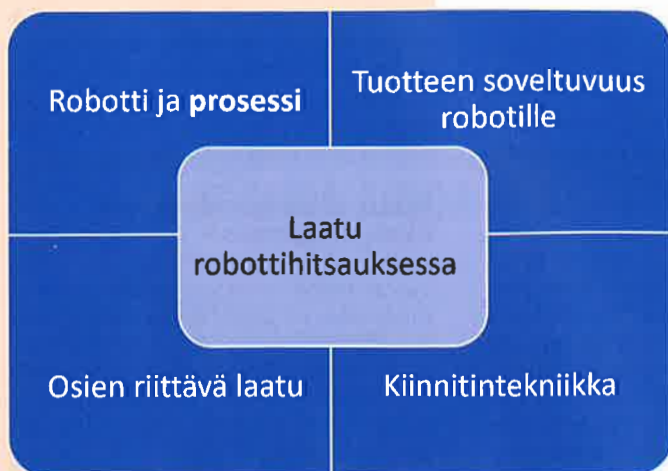 Robotti ja prosessi
Tuotteen soveltuvuus
robotille
Laatu
robottihitsauksessa
Osien riittävä laatu
Kiinnitintekniikka